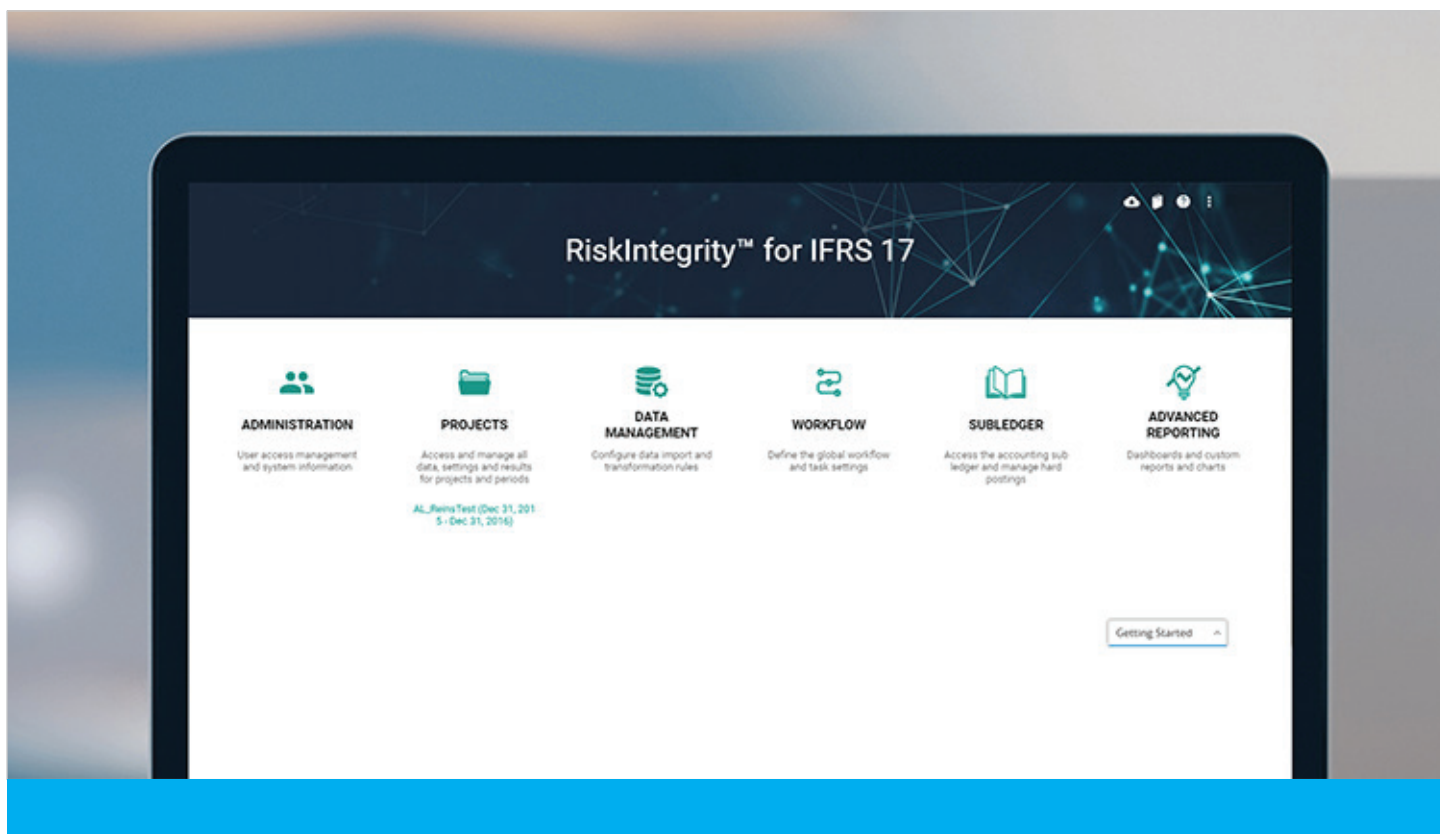 RiskIntegrity™ for IFRS 17
ADMINISTRATION
User access management
and system information
PROJECTS
Access and manage all
data, settings and results
for projects and periods
AL_ReinsTest (Dec 31, 201
5 - Dec 31, 2016)
DATA
MANAGEMENT
Configure data import and
transformation rules
WORKFLOW
Define the global workflow
and task settings
SUBLEDGER
Access the accounting sub
ledger and manage hard
postings
ADVANCED
REPORTING
Dashboards and custom
reports and charts
Getting Started